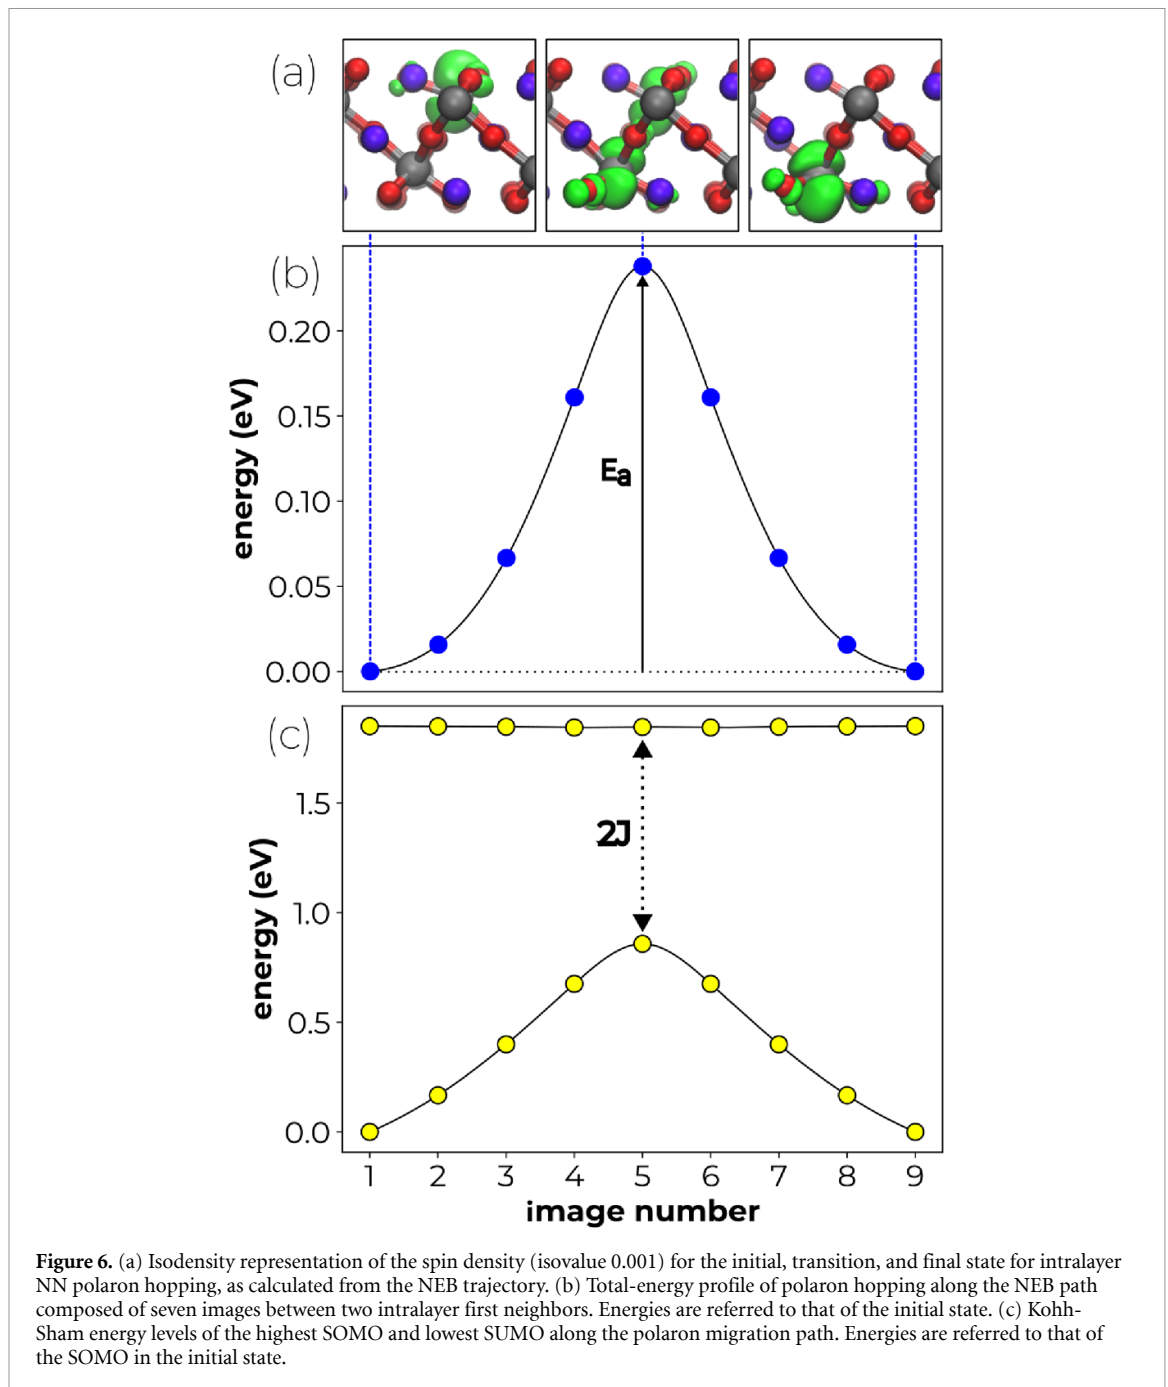 (a)
(b)
0.20
0.15
0.10
0.05
0.00
energy (eV)
Ea
(c)
1.5
1.0
0.5
0.0
energy (eV)
2J
1 2 3 4 5 6 7 8 9
image number
Figure 6. (a) Isodensity representation of the spin density (isovalue 0.001) for the initial, transition, and final state for intralayer
NN polaron hopping, as calculated from the NEB trajectory. (b) Total-energy profile of polaron hopping along the NEB path
composed of seven images between two intralayer first neighbors. Energies are referred to that of the initial state. (c) Kohh-
Sham energy levels of the highest SOMO and lowest SUMO along the polaron migration path. Energies are referred to that of
the SOMO in the initial state.